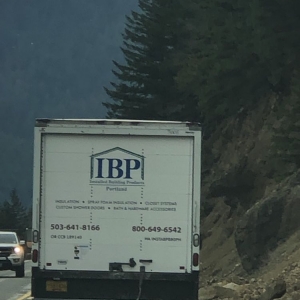 IBP
Installed Building Products
Portland
INSULATION • SPRAY FOAM INSULATION • CLOSET SYSTEMS
CUSTOM SHOWER DOORS • BATH & HARDWARE ACCESSORIES
503-641-8166 800-649-6542